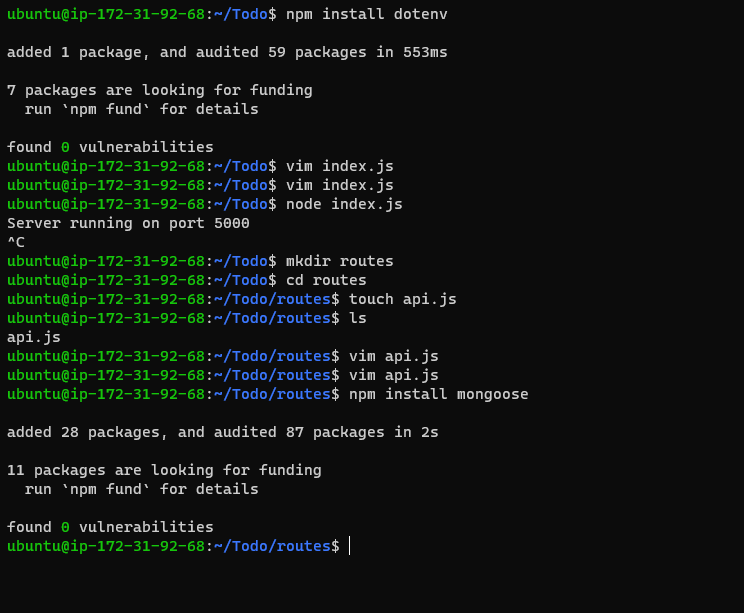 ubuntu@ip-172-31-92-68:~/Todo$ npm install dotenv
added 1 package, and audited 59 packages in 553ms
7 packages are looking for funding
  run `npm fund` for details
found 0 vulnerabilities
ubuntu@ip-172-31-92-68:~/Todo$ vim index.js
ubuntu@ip-172-31-92-68:~/Todo$ vim index.js
ubuntu@ip-172-31-92-68:~/Todo$ node index.js
Server running on port 5000
^C
ubuntu@ip-172-31-92-68:~/Todo$ mkdir routes
ubuntu@ip-172-31-92-68:~/Todo$ cd routes
ubuntu@ip-172-31-92-68:~/Todo/routes$ touch api.js
ubuntu@ip-172-31-92-68:~/Todo/routes$ ls
api.js
ubuntu@ip-172-31-92-68:~/Todo/routes$ vim api.js
ubuntu@ip-172-31-92-68:~/Todo/routes$ vim api.js
ubuntu@ip-172-31-92-68:~/Todo/routes$ npm install mongoose
added 28 packages, and audited 87 packages in 2s
11 packages are looking for funding
  run `npm fund` for details
found 0 vulnerabilities
ubuntu@ip-172-31-92-68:~/Todo/routes$